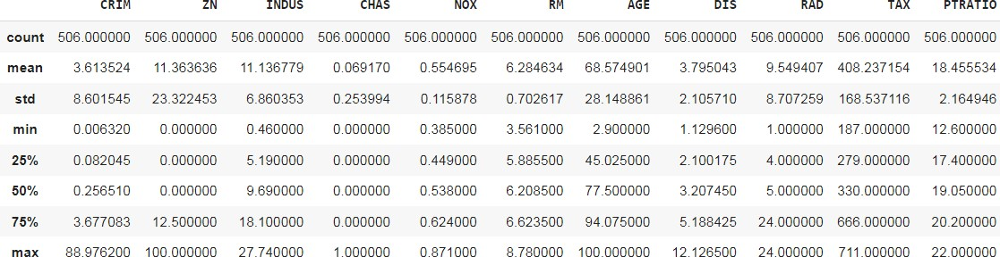 CRIM ZN INDUS CHAS NOX RM AGE DIS RAD TAX PTRATIO
count 506.000000 506.000000 506.000000 506.000000 506.000000 506.000000 506.000000 506.000000 506.000000 506.000000 506.000000
mean 3.613524 11.363636 11.136779 0.069170 0.554695 6.284634 68.574901 3.795043 9.549407 408.237154 18.455534
std 8.601545 23.322453 6.860353 0.253994 0.115878 0.702617 28.148861 2.105710 8.707259 168.537116 2.164946
min 0.006320 0.000000 0.460000 0.000000 0.385000 3.561000 2.900000 1.129600 1.000000 187.000000 12.600000
25% 0.082045 0.000000 5.190000 0.000000 0.449000 5.885500 45.025000 2.100175 4.000000 279.000000 17.400000
50% 0.256510 0.000000 9.690000 0.000000 0.538000 6.208500 77.500000 3.207450 5.000000 330.000000 19.050000
75% 3.677083 12.500000 18.100000 0.000000 0.624000 6.623500 94.075000 5.188425 24.000000 666.000000 20.200000
max 88.976200 100.000000 27.740000 1.000000 0.871000 8.780000 100.000000 12.126500 24.000000 711.000000 22.000000